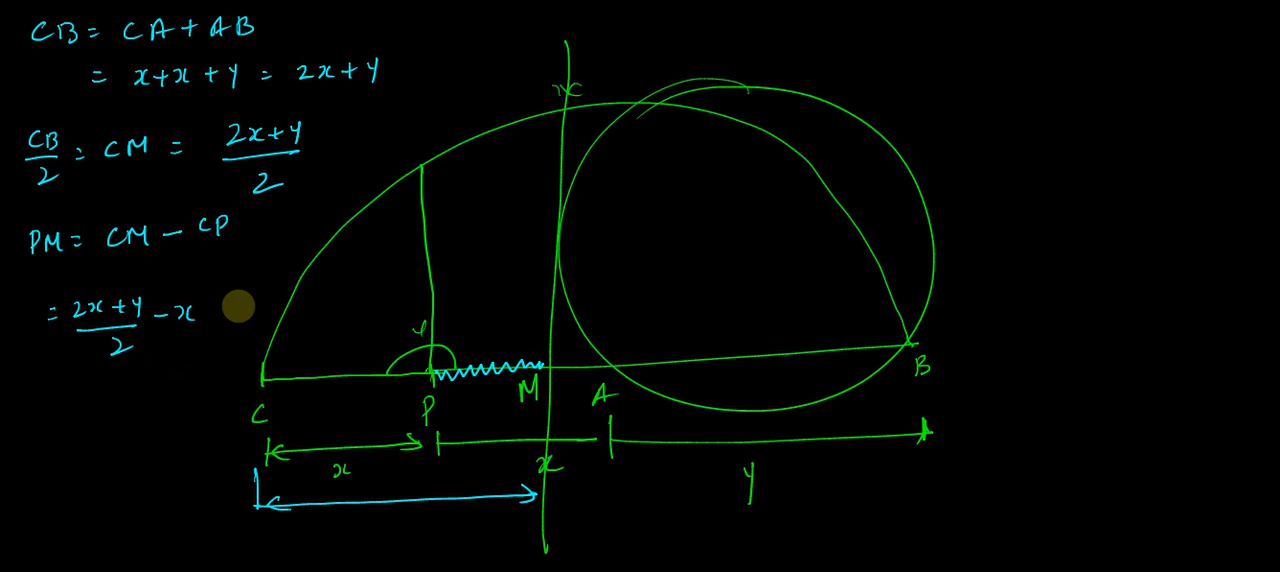 CB = CA + AB
= x + x + y = 2x + y
CB/2 = CM = 2x + y/2
PM = CM - CP
= 2x + y/2 - x
C
P
M
A
B
x
x
y